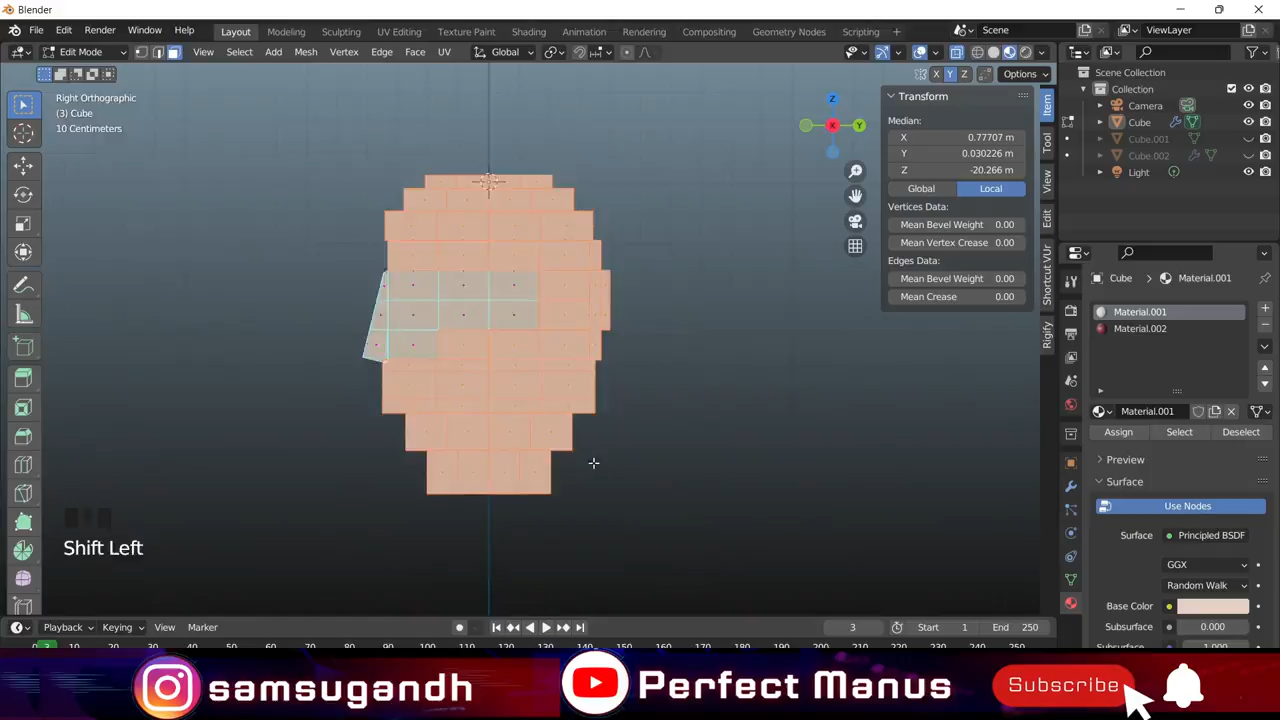 Blender
File Edit Render Window Help
Layout Modeling Sculpting UV Editing Texture Paint Shading Animation Rendering Compositing Geometry Nodes Scripting +
Scene
ViewLayer
Edit Mode View Select Add Mesh Vertex Edge Face UV
Global
X Y Z Options
Right Orthographic
(3) Cube
10 Centimeters
Z
X
Y
Transform
Median:
X 0.77707 m
Y 0.030226 m
Z -20.266 m
Global Local
Vertices Data:
Mean Bevel Weight 0.00
Mean Vertex Crease 0.00
Edges Data:
Mean Bevel Weight 0.00
Mean Crease 0.00
Item
Tool
View
Edit
Shortcut VUr
Rigify
Scene Collection
Collection
Camera
Cube
Cube.001
Cube.002
Light
Cube Material.001
Material.001
Material.002
Material.001
Assign Select Deselect
Preview
Surface
Use Nodes
Surface Principled BSDF
GGX
Random Walk
Base Color
Subsurface 0.000
Shift Left
Playback Keying View Marker
3 Start 1 End 250
samsugandh
Perfect Manus
Subscribe